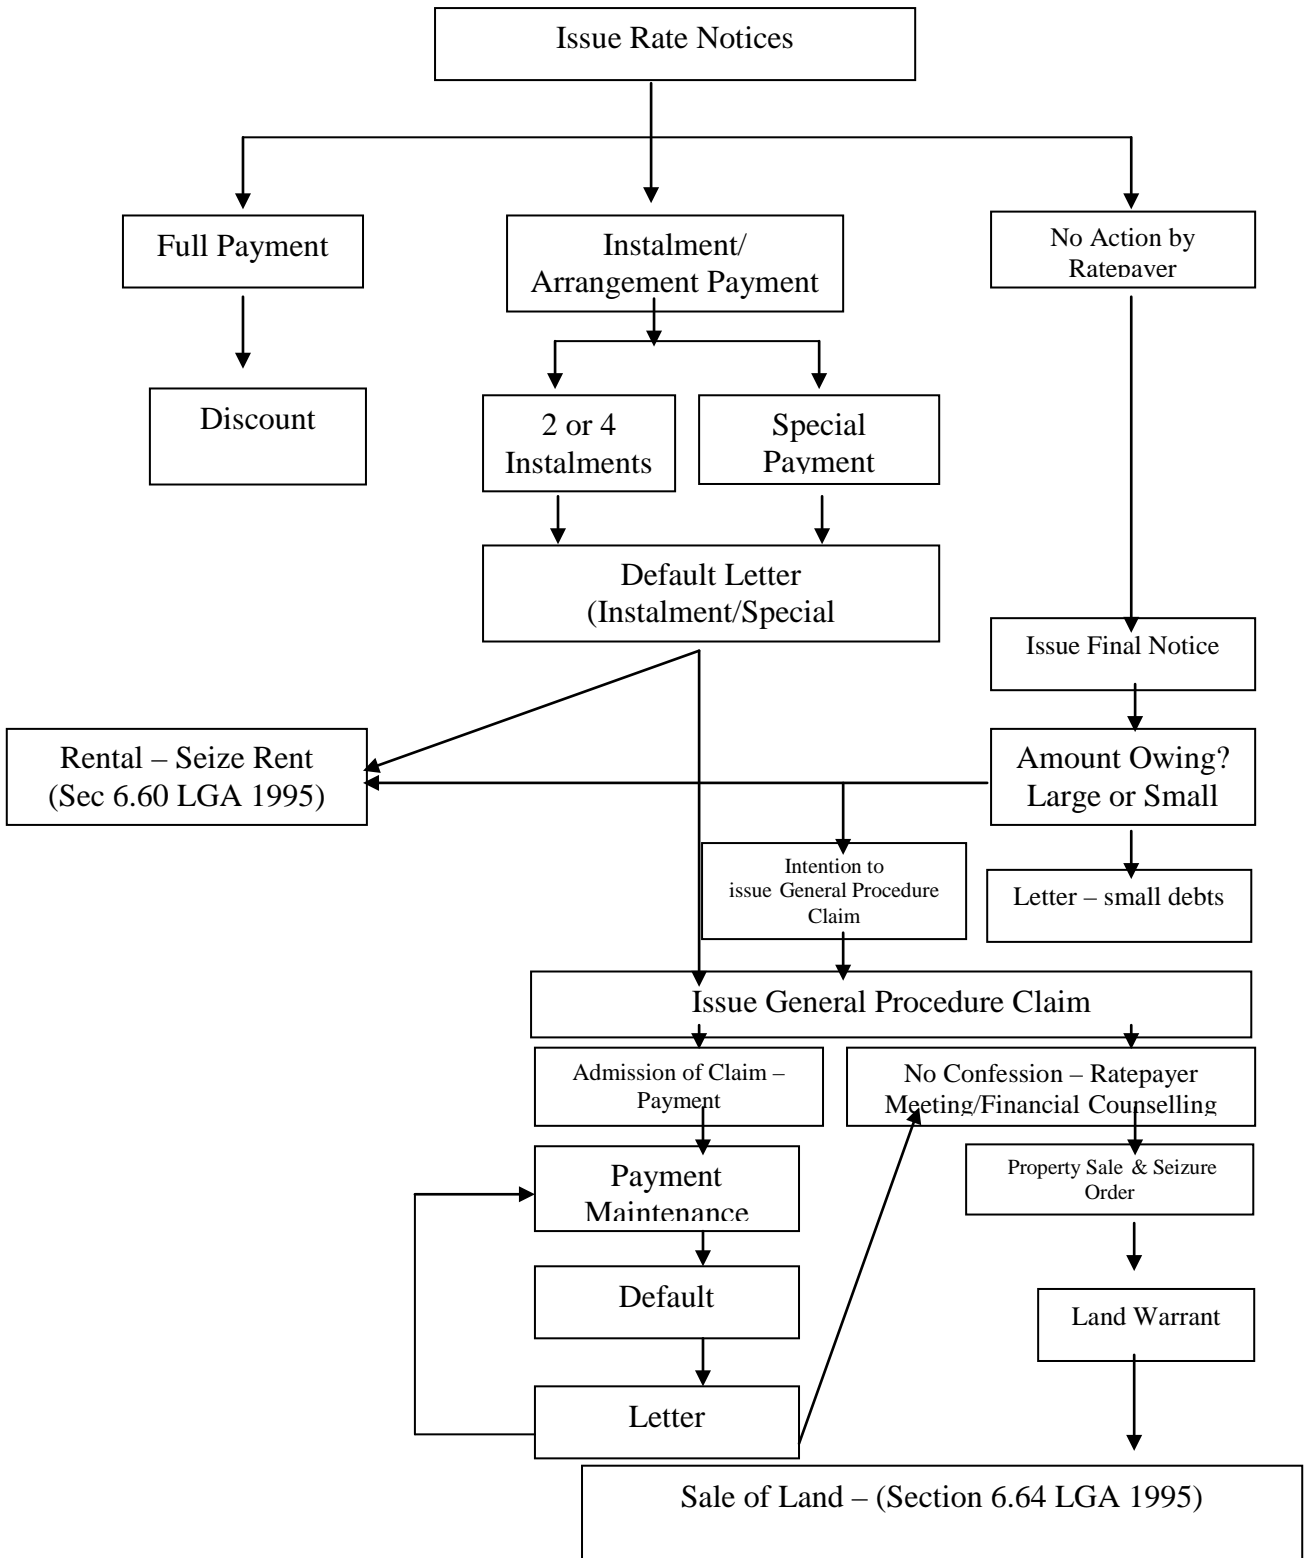 Issue Rate Notices
Full Payment
Instalment/
Arrangement Payment
No Action by
Ratepayer
Discount
2 or 4
Instalments
Special
Payment
Default Letter
(Instalment/Special
Issue Final Notice
Rental – Seize Rent
(Sec 6.60 LGA 1995)
Amount Owing?
Large or Small
Intention to
issue General Procedure
Claim
Letter – small debts
Issue General Procedure Claim
Admission of Claim –
Payment
No Confession – Ratepayer
Meeting/Financial Counselling
Payment
Maintenance
Property Sale & Seizure
Order
Default
Land Warrant
Letter
Sale of Land – (Section 6.64 LGA 1995)